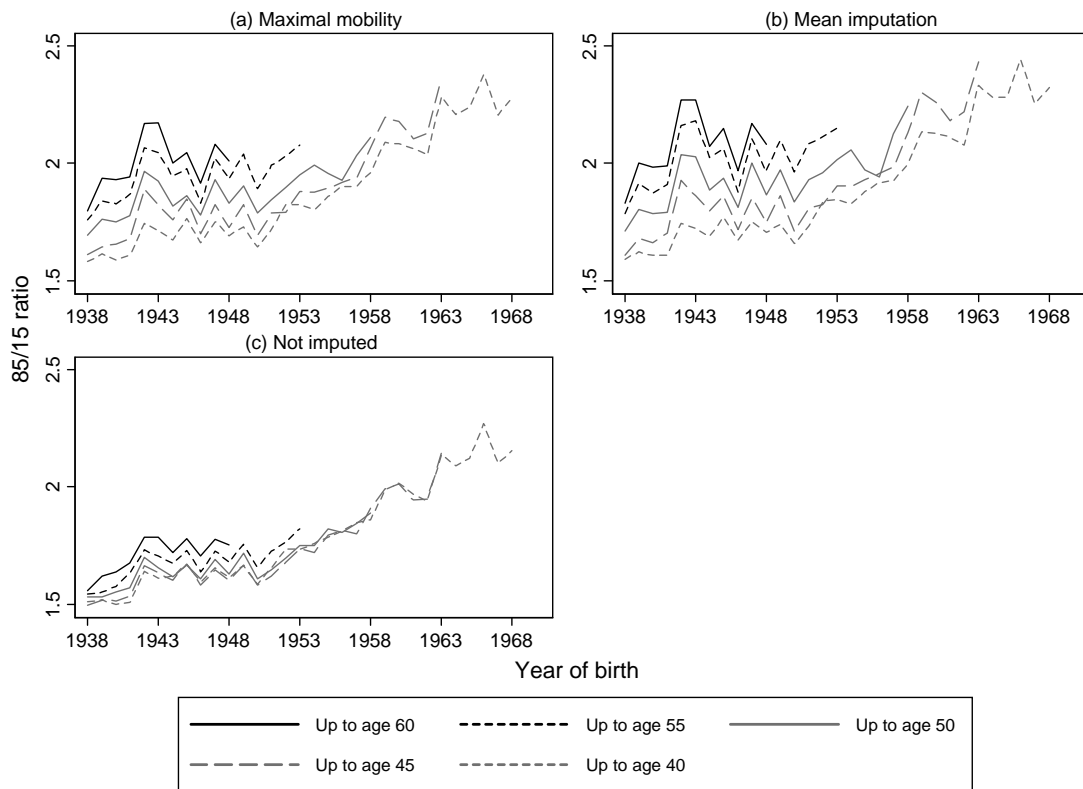 (a) Maximal mobility
(b) Mean imputation
2.5
2
1.5
1938 1943 1948 1953 1958 1963 1968
2.5
2
1.5
1938 1943 1948 1953 1958 1963 1968
(c) Not imputed
2.5
2
1.5
1938 1943 1948 1953 1958 1963 1968
85/15 ratio
Year of birth
Up to age 60 Up to age 55 Up to age 50
Up to age 45 Up to age 40